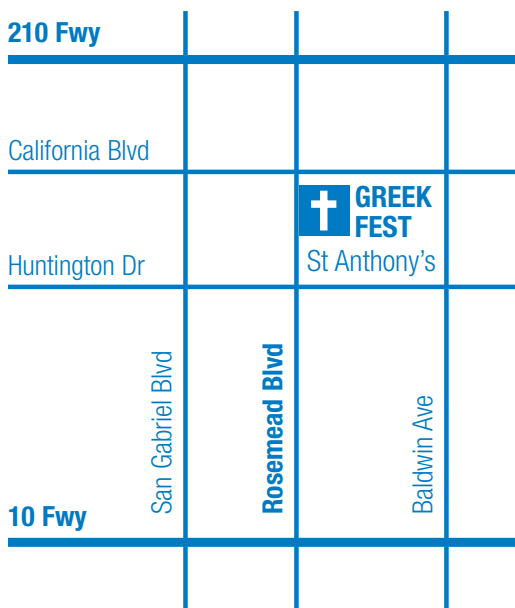 210 Fwy
California Blvd
GREEK
FEST
St Anthony's
Huntington Dr
San Gabriel Blvd
Rosemead Blvd
Baldwin Ave
10 Fwy